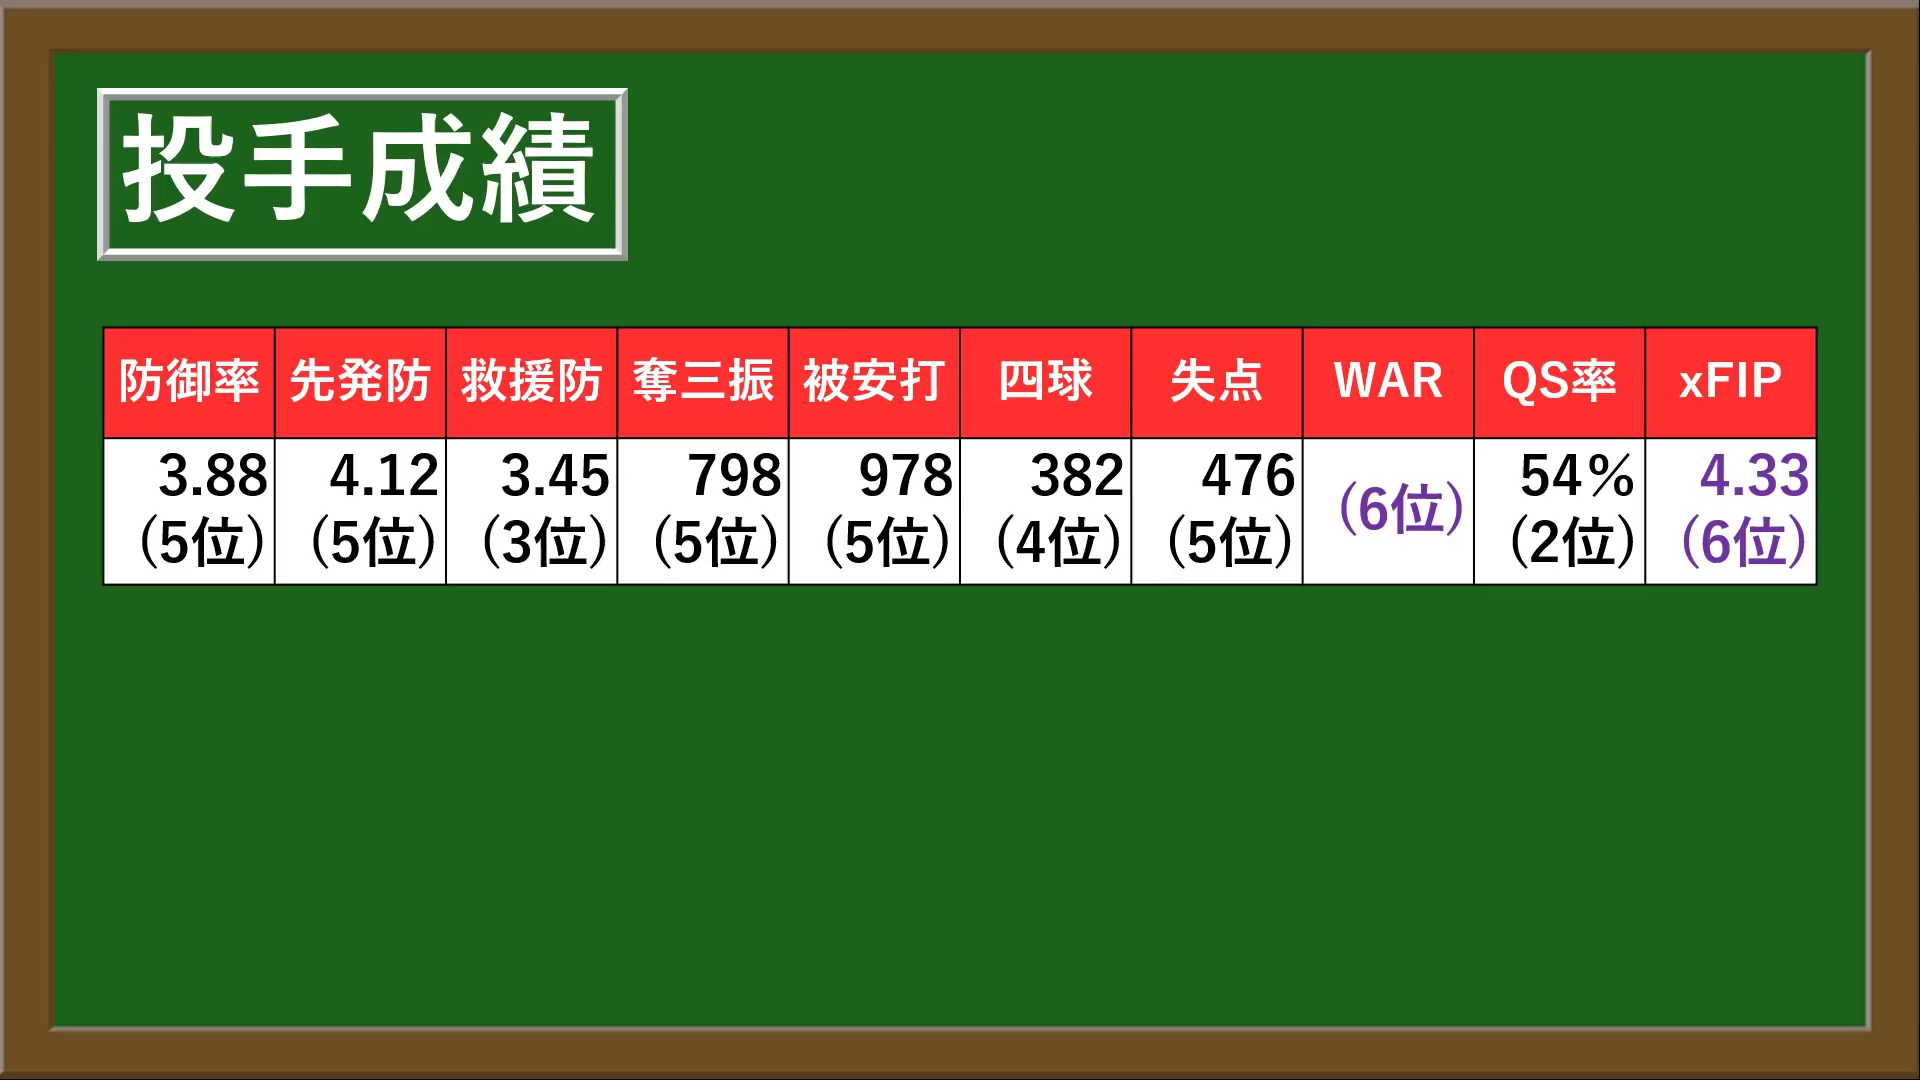 投手成績
防御率 先発防 救援防 奪三振 被安打 四球 失点 WAR QS率 xFIP
3.88 4.12 3.45 798 978 382 476 54% 4.33
(5位) (5位) (3位) (5位) (5位) (4位) (5位) (6位) (2位) (6位)